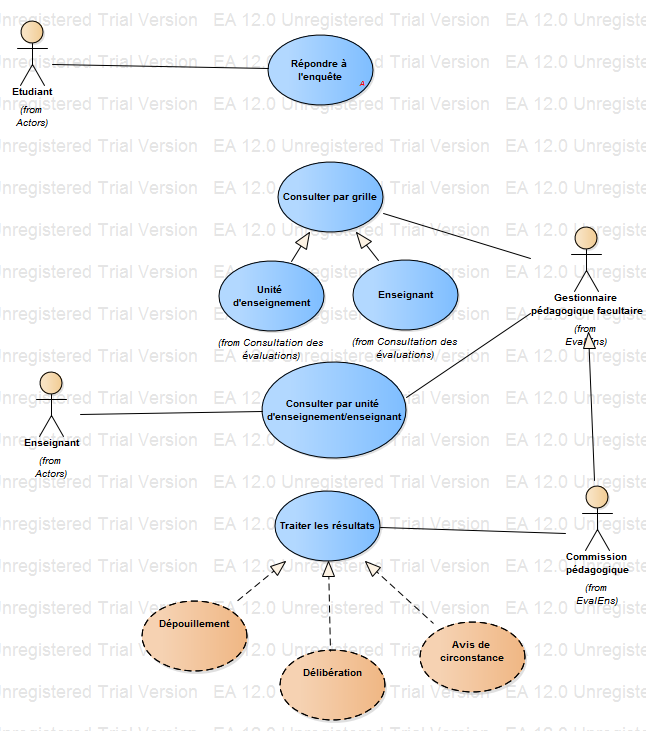 EA 12.0 Unregistered Trial Version
Répondre à
l'enquête
A
Etudiant
(from
Actors)
Consulter par grille
Unité
d'enseignement
(from Consultation des
évaluations)
Enseignant
(from Consultation des
évaluations)
Gestionnaire
pédagogique facultaire
(from
EvalEns)
Consulter par unité
d'enseignement/enseignant
Enseignant
(from
Actors)
Traiter les résultats
Commission
pédagogique
(from
EvalEns)
Dépouillement
Délibération
Avis de
circonstance